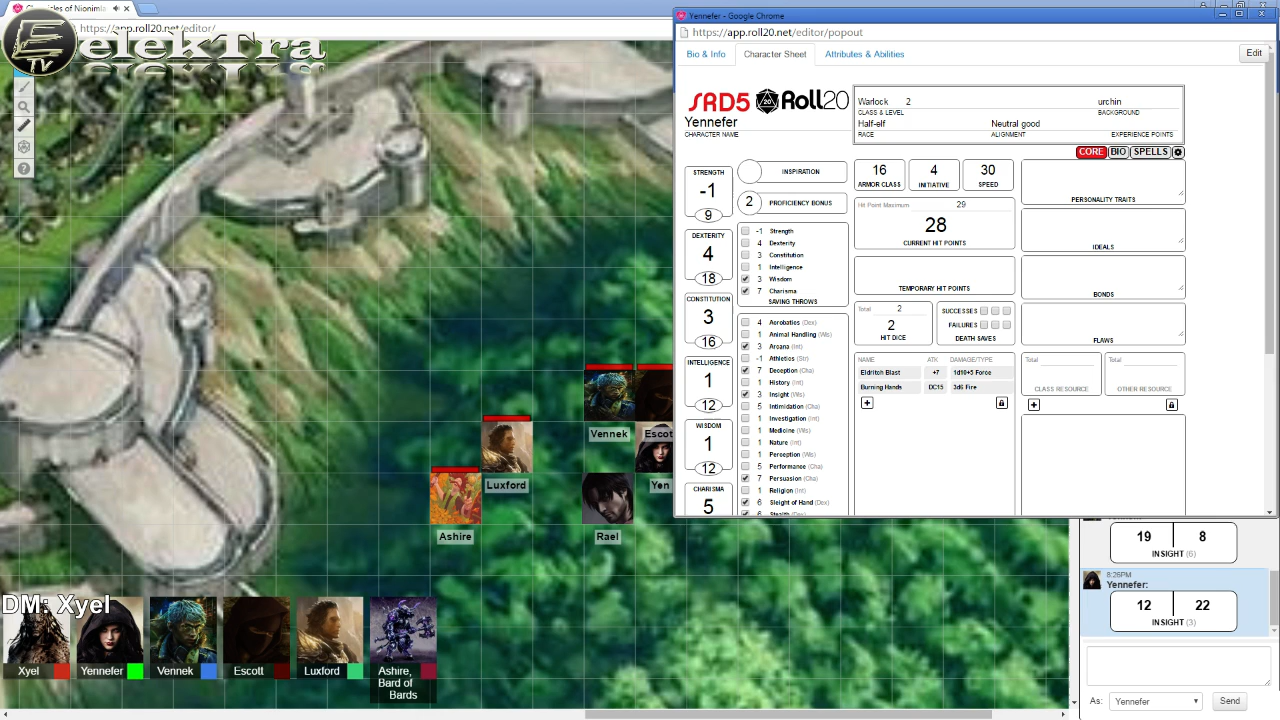 Chronicles of Nionimla
https://app.roll20.net/editor/
elekTra
TV
Yennefer - Google Chrome
https://app.roll20.net/editor/popout
Bio & Info
Character Sheet
Attributes & Abilities
Edit
SRD5 Roll20
Yennefer
CHARACTER NAME
Warlock 2 urchin
CLASS & LEVEL BACKGROUND
Half-elf Neutral good
RACE ALIGNMENT EXPERIENCE POINTS
CORE BIO SPELLS
STRENGTH
-1
9
DEXTERITY
4
18
CONSTITUTION
3
16
INTELLIGENCE
1
12
WISDOM
1
12
CHARISMA
5
INSPIRATION
2 PROFICIENCY BONUS
-1 Strength
4 Dexterity
3 Constitution
1 Intelligence
3 Wisdom
7 Charisma
SAVING THROWS
4 Acrobatics (Dex)
1 Animal Handling (Wis)
3 Arcana (Int)
-1 Athletics (Str)
7 Deception (Cha)
1 History (Int)
3 Insight (Wis)
5 Intimidation (Cha)
1 Investigation (Int)
1 Medicine (Wis)
1 Nature (Int)
1 Perception (Wis)
5 Performance (Cha)
7 Persuasion (Cha)
1 Religion (Int)
6 Sleight of Hand (Dex)
6 Stealth (Dex)
16
ARMOR CLASS
4
INITIATIVE
30
SPEED
Hit Point Maximum 29
28
CURRENT HIT POINTS
TEMPORARY HIT POINTS
Total 2
2
HIT DICE
SUCCESSES
FAILURES
DEATH SAVES
NAME ATK DAMAGE/TYPE
Eldritch Blast +7 1d10+5 Force
Burning Hands DC15 3d6 Fire
PERSONALITY TRAITS
IDEALS
BONDS
FLAWS
Total
CLASS RESOURCE
Total
OTHER RESOURCE
Vennek
Escott
Luxford
Yen
Ashire
Rael
DM: Xyel
Xyel
Yennefer
Vennek
Escott
Luxford
Ashire,
Bard of
Bards
19 8
INSIGHT (6)
8:26PM
Yennefer:
12 22
INSIGHT (3)
As: Yennefer
Send